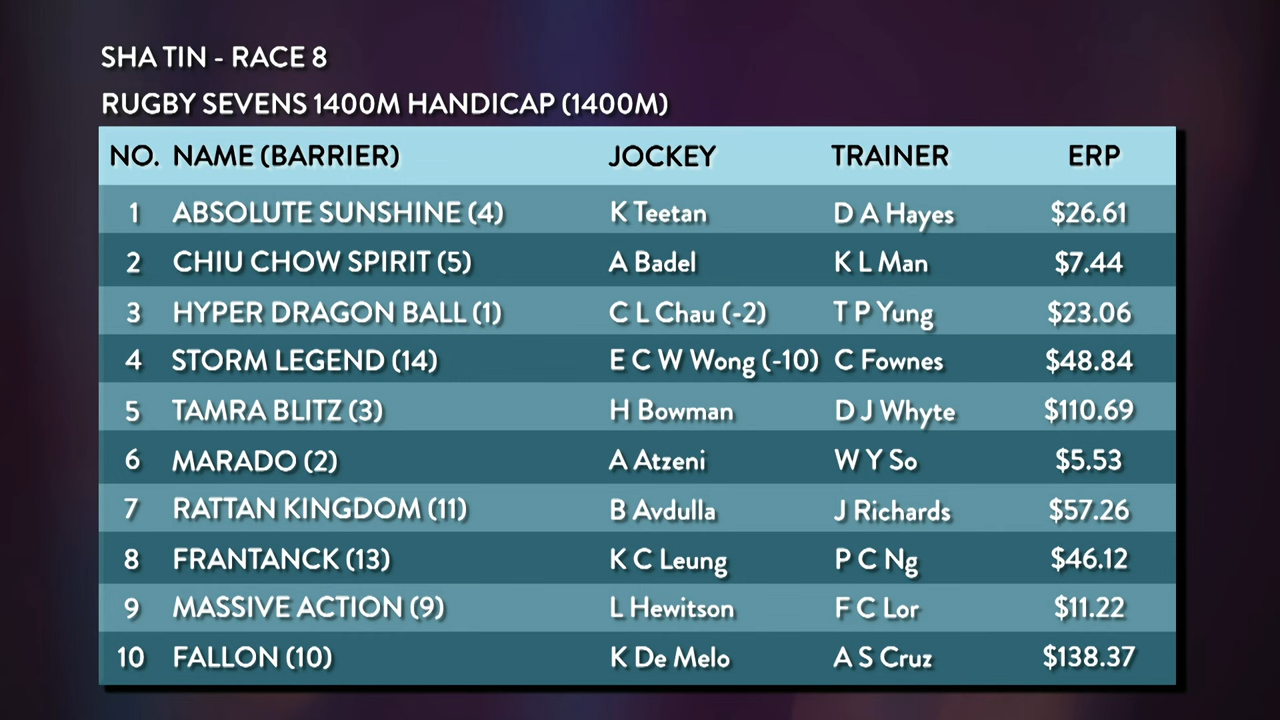 SHA TIN - RACE 8
RUGBY SEVENS 1400M HANDICAP (1400M)
NO. NAME (BARRIER) JOCKEY TRAINER ERP
1 ABSOLUTE SUNSHINE (4) K Teetan D A Hayes $26.61
2 CHIU CHOW SPIRIT (5) A Badel K L Man $7.44
3 HYPER DRAGON BALL (1) C L Chau (-2) T P Yung $23.06
4 STORM LEGEND (14) E C W Wong (-10) C Fownes $48.84
5 TAMRA BLITZ (3) H Bowman D J Whyte $110.69
6 MARADO (2) A Atzeni W Y So $5.53
7 RATTAN KINGDOM (11) B Avdulla J Richards $57.26
8 FRANTANCK (13) K C Leung P C Ng $46.12
9 MASSIVE ACTION (9) L Hewitson F C Lor $11.22
10 FALLON (10) K De Melo A S Cruz $138.37